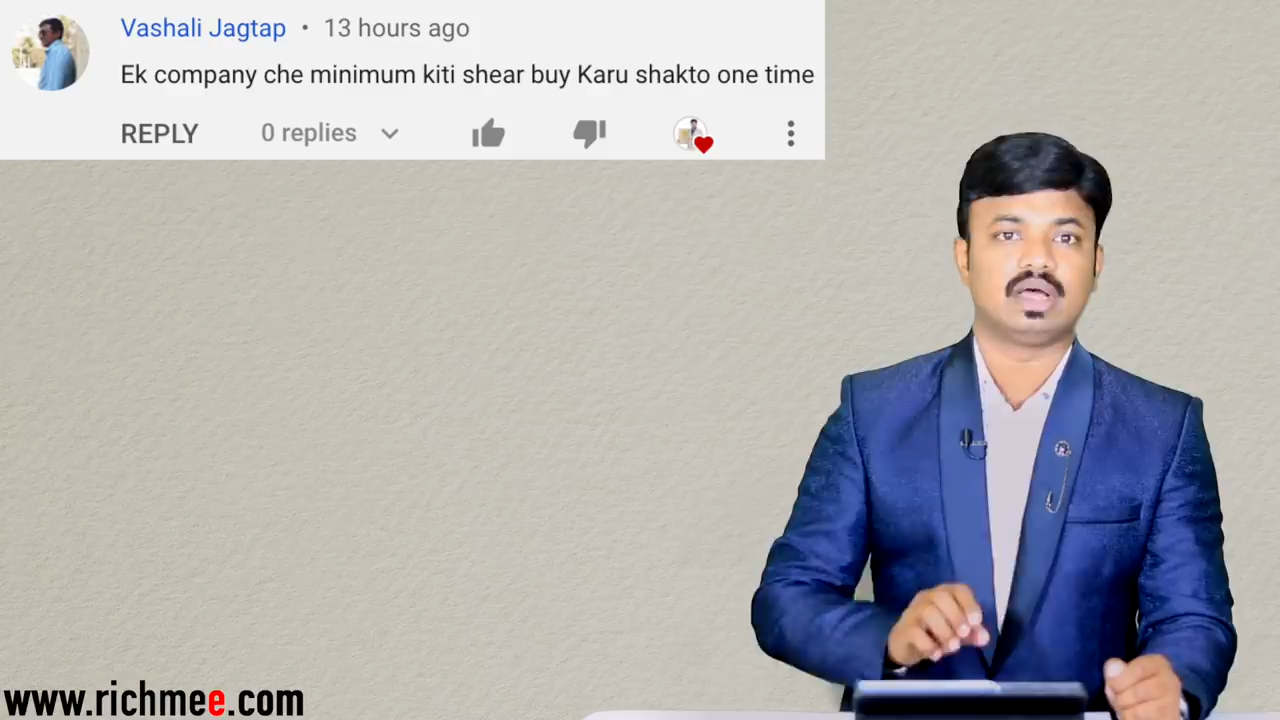 Vashali Jagtap • 13 hours ago
Ek company che minimum kiti shear buy Karu shakto one time
REPLY 0 replies
www.richmee.com